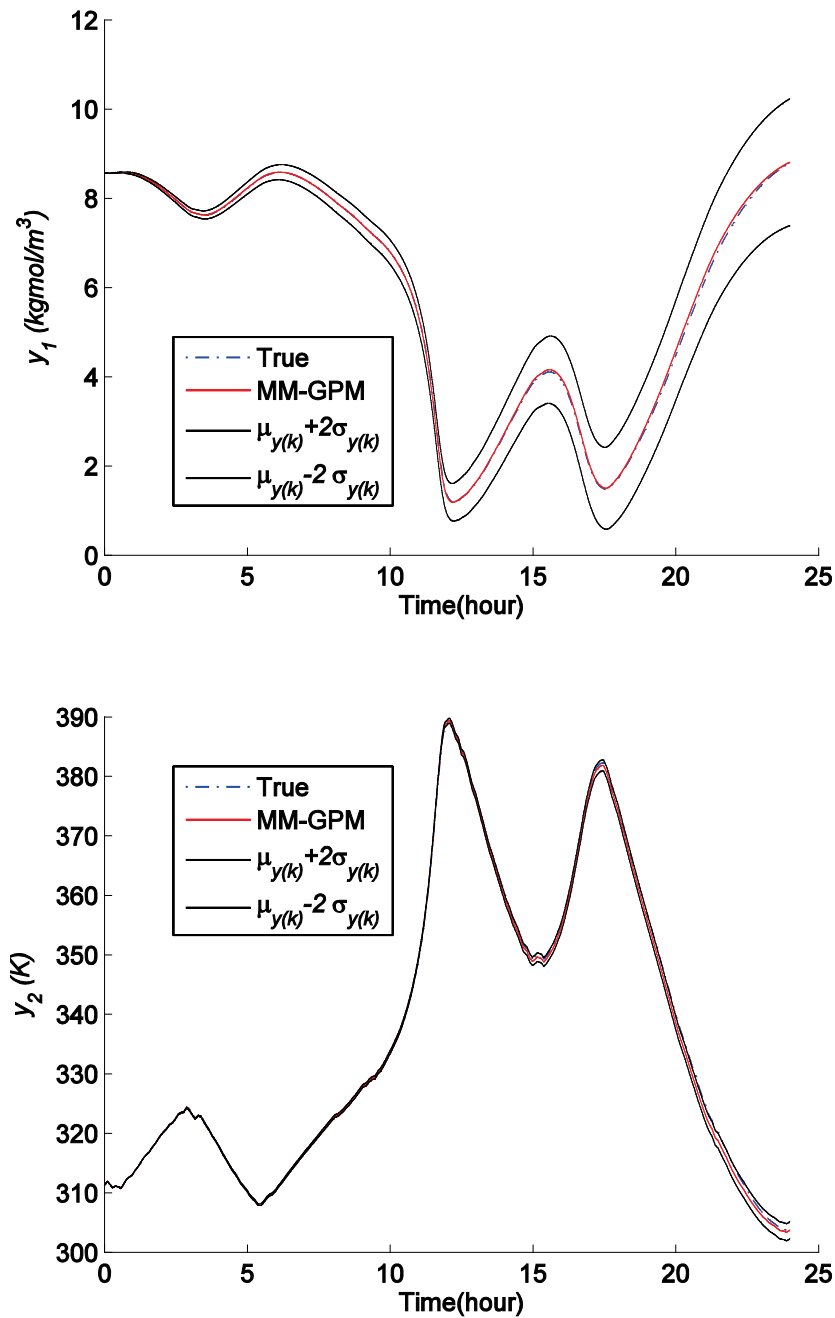 12
10
8
6
4
2
0
y1 (kgmol/m3)
True
MM-GPM
μy(k)+2σy(k)
μy(k)-2 σy(k)
0 5 10 15 20 25
Time(hour)
390
380
370
360
350
340
330
320
310
300
y2 (K)
True
MM-GPM
μy(k)+2σy(k)
μy(k)-2 σy(k)
0 5 10 15 20 25
Time(hour)